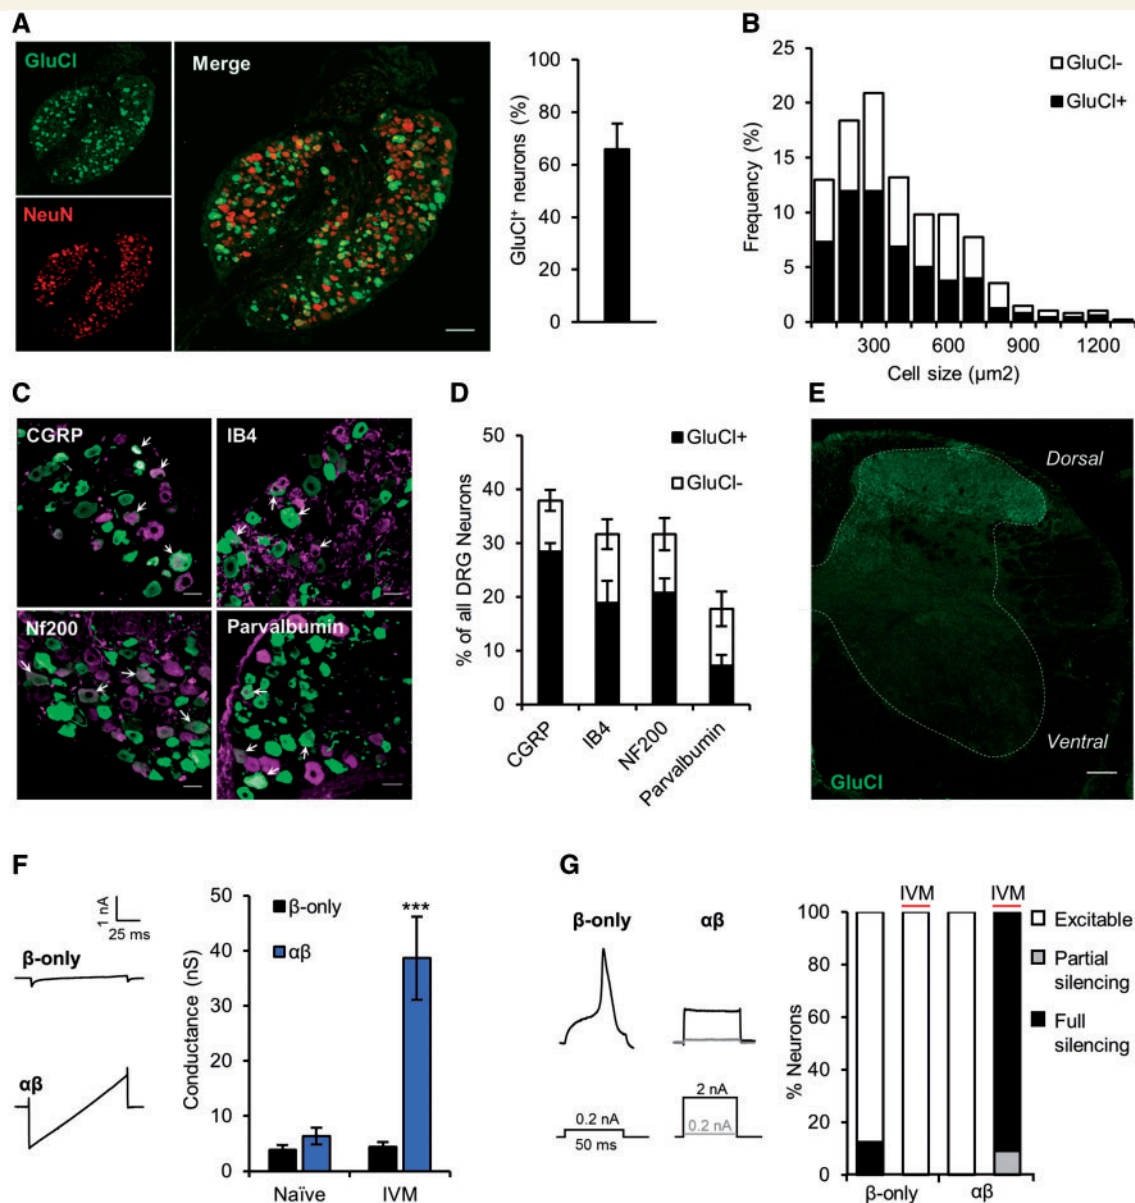 A
GluCl
NeuN
Merge
GluCl⁺ neurons (%)
100
80
60
40
20
0
B
Frequency (%)
25
20
15
10
5
0
GluCl-
GluCl+
300 600 900 1200
Cell size (µm2)
C
CGRP
IB4
Nf200
Parvalbumin
D
% of all DRG Neurons
50
40
30
20
10
0
GluCl+
GluCl-
CGRP
IB4
NF200
Parvalbumin
E
Dorsal
Ventral
GluCl
F
1 nA
25 ms
β-only
αβ
Conductance (nS)
50
40
30
20
10
0
β-only
αβ
***
Naïve IVM
G
β-only αβ
0.2 nA
50 ms
2 nA
0.2 nA
% Neurons
100
80
60
40
20
0
IVM IVM
Excitable
Partial
silencing
Full
silencing
β-only αβ